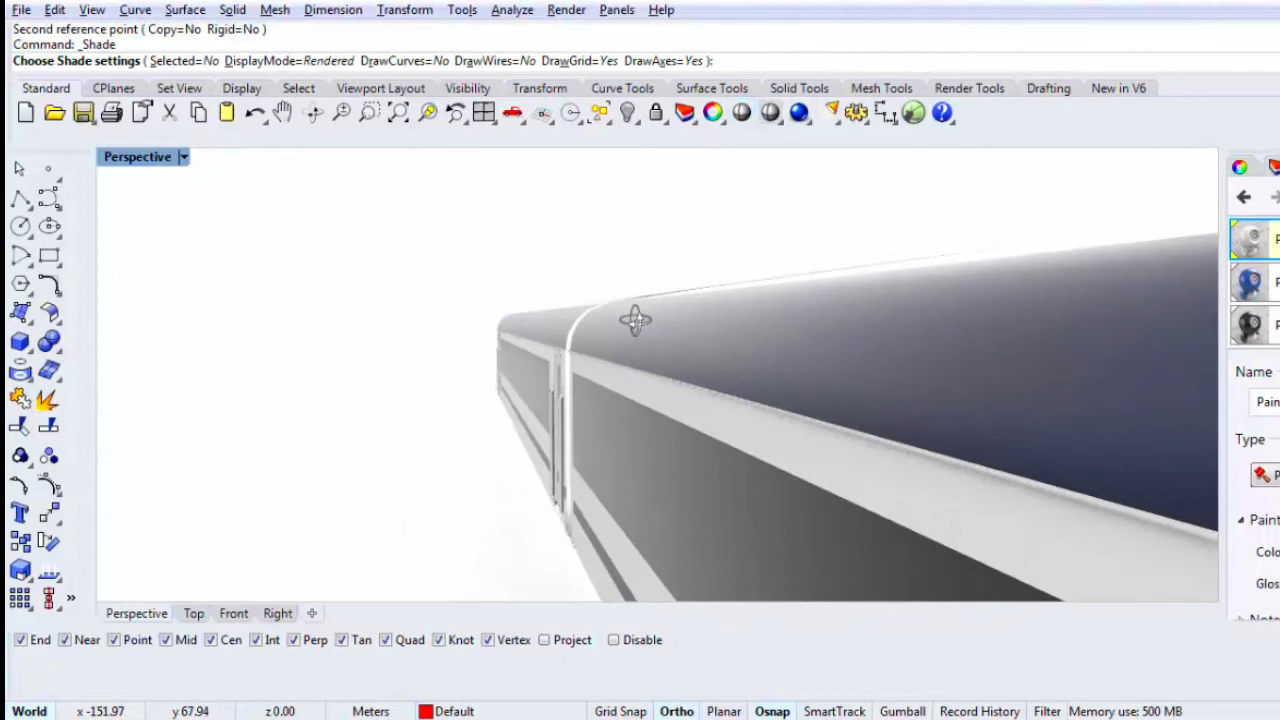 File Edit View Curve Surface Solid Mesh Dimension Transform Tools Analyze Render Panels Help
Second reference point ( Copy=No Rigid=No )
Command: _Shade
Choose Shade settings ( Selected=No DisplayMode=Rendered DrawCurves=No DrawWires=No DrawGrid=Yes DrawAxes=Yes ):
Standard CPlanes Set View Display Select Viewport Layout Visibility Transform Curve Tools Surface Tools Solid Tools Mesh Tools Render Tools Drafting New in V6
Perspective
P
P
P
Name
Pain
Type
P
Paint
Colo
Glos
Perspective Top Front Right
End Near Point Mid Cen Int Perp Tan Quad Knot Vertex Project Disable
World x -151.97 y 67.94 z 0.00 Meters Default Grid Snap Ortho Planar Osnap SmartTrack Gumball Record History Filter Memory use: 500 MB